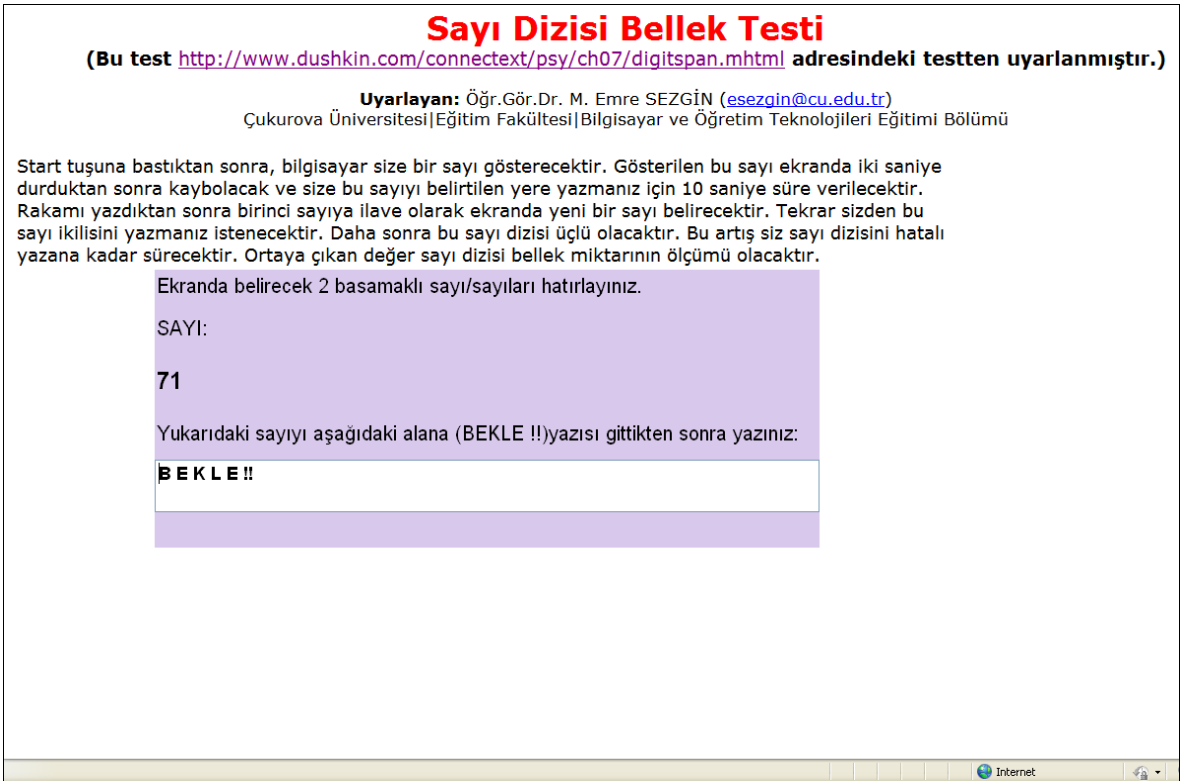 Sayı Dizisi Bellek Testi
(Bu test http://www.dushkin.com/connectext/psy/ch07/digitspan.mhtml adresindeki testten uyarlanmıştır.)
Uyarlayan: Öğr.Gör.Dr. M. Emre SEZGİN (esezgin@cu.edu.tr)
Çukurova Üniversitesi|Eğitim Fakültesi|Bilgisayar ve Öğretim Teknolojileri Eğitimi Bölümü
Start tuşuna bastıktan sonra, bilgisayar size bir sayı gösterecektir. Gösterilen bu sayı ekranda iki saniye
durduktan sonra kaybolacak ve size bu sayıyı belirtilen yere yazmanız için 10 saniye süre verilecektir.
Rakamı yazdıktan sonra birinci sayıya ilave olarak ekranda yeni bir sayı belirecektir. Tekrar sizden bu
sayı ikilisini yazmanız istenecektir. Daha sonra bu sayı dizisi üçlü olacaktır. Bu artış siz sayı dizisini hatalı
yazana kadar sürecektir. Ortaya çıkan değer sayı dizisi bellek miktarının ölçümü olacaktır.
Ekranda belirecek 2 basamaklı sayı/sayıları hatırlayınız.
SAYI:
71
Yukarıdaki sayıyı aşağıdaki alana (BEKLE !!)yazısı gittikten sonra yazınız:
B E K L E !!
Internet